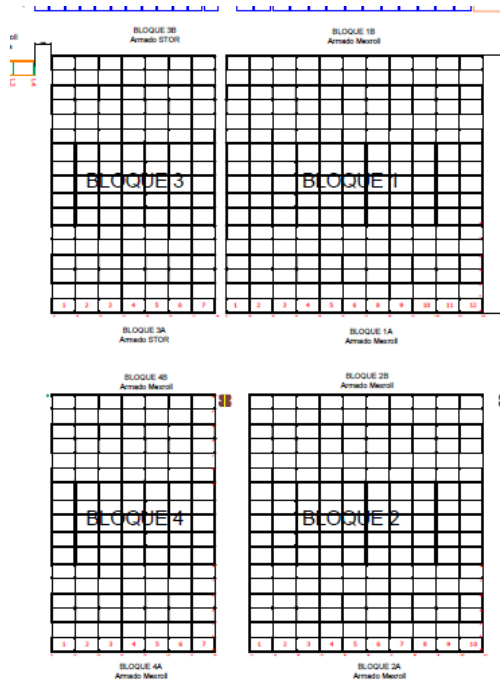 BLOQUE 3B
Armado STOR
BLOQUE 1B
Armado Mexroll
BLOQUE 3
BLOQUE 1
1 2 3 4 5 6 7
1 2 3 4 5 6 7 8 9 10 11 12
BLOQUE 3A
Armado STOR
BLOQUE 1A
Armado Mexroll
BLOQUE 4B
Armado Mexroll
BLOQUE 2B
Armado Mexroll
BLOQUE 4
BLOQUE 2
1 2 3 4 5 6 7
1 2 3 4 5 6 7 8 9 10
BLOQUE 4A
Armado Mexroll
BLOQUE 2A
Armado Mexroll